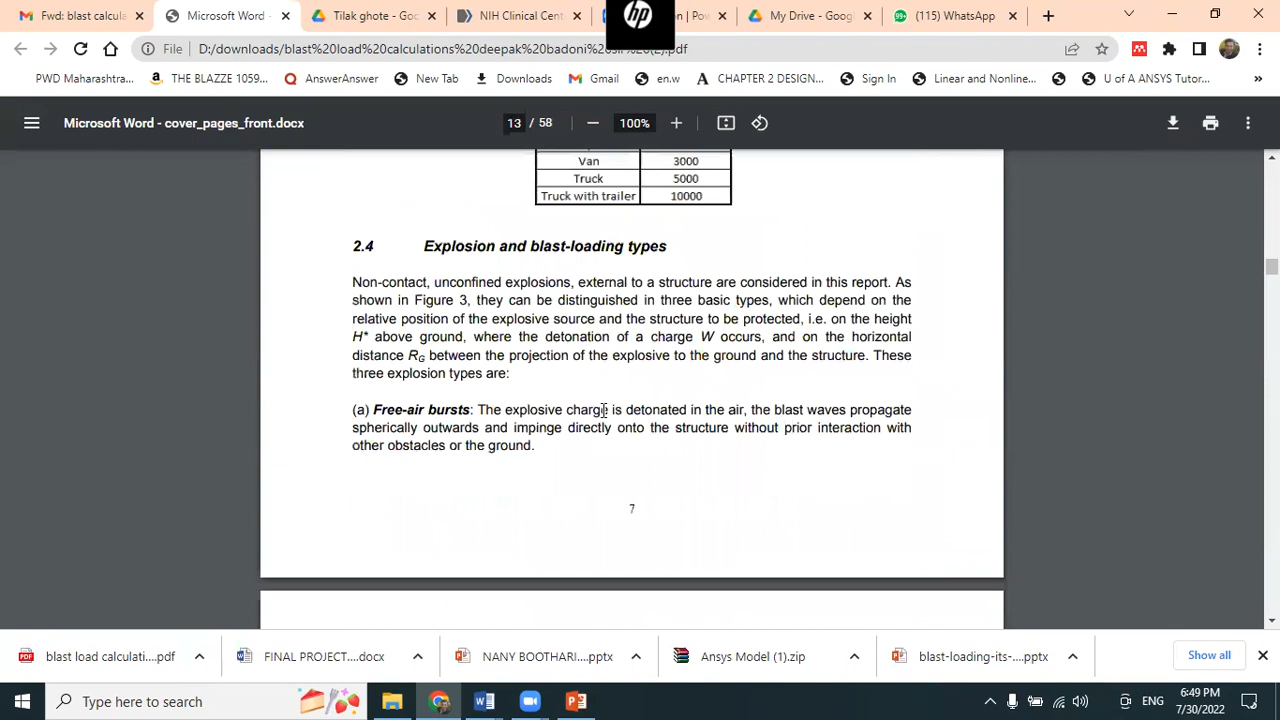 Fwd: blast calcula
Microsoft Word -
Tilak ghote - Goo
NIH Clinical Cent
| P
My Drive - Googl
(115) WhatsApp
hp
File
D:/downloads/blast%20load%20calculations%20deepak%20badoni%20sir%20(2).pdf
PWD Maharashtra...
THE BLAZZE 1059...
AnswerAnswer
New Tab
Downloads
Gmail
en.w
CHAPTER 2 DESIGN...
Sign In
Linear and Nonline...
U of A ANSYS Tutor...
Microsoft Word - cover_pages_front.docx
13 / 58
100%
Van 3000
Truck 5000
Truck with trailer 10000
2.4 Explosion and blast-loading types
Non-contact, unconfined explosions, external to a structure are considered in this report. As
shown in Figure 3, they can be distinguished in three basic types, which depend on the
relative position of the explosive source and the structure to be protected, i.e. on the height
H* above ground, where the detonation of a charge W occurs, and on the horizontal
distance RG between the projection of the explosive to the ground and the structure. These
three explosion types are:
(a) Free-air bursts: The explosive charge is detonated in the air, the blast waves propagate
spherically outwards and impinge directly onto the structure without prior interaction with
other obstacles or the ground.
7
blast load calculati....pdf
FINAL PROJECT....docx
NANY BOOTHARI....pptx
Ansys Model (1).zip
blast-loading-its-....pptx
Show all
Type here to search
ENG
6:49 PM
7/30/2022